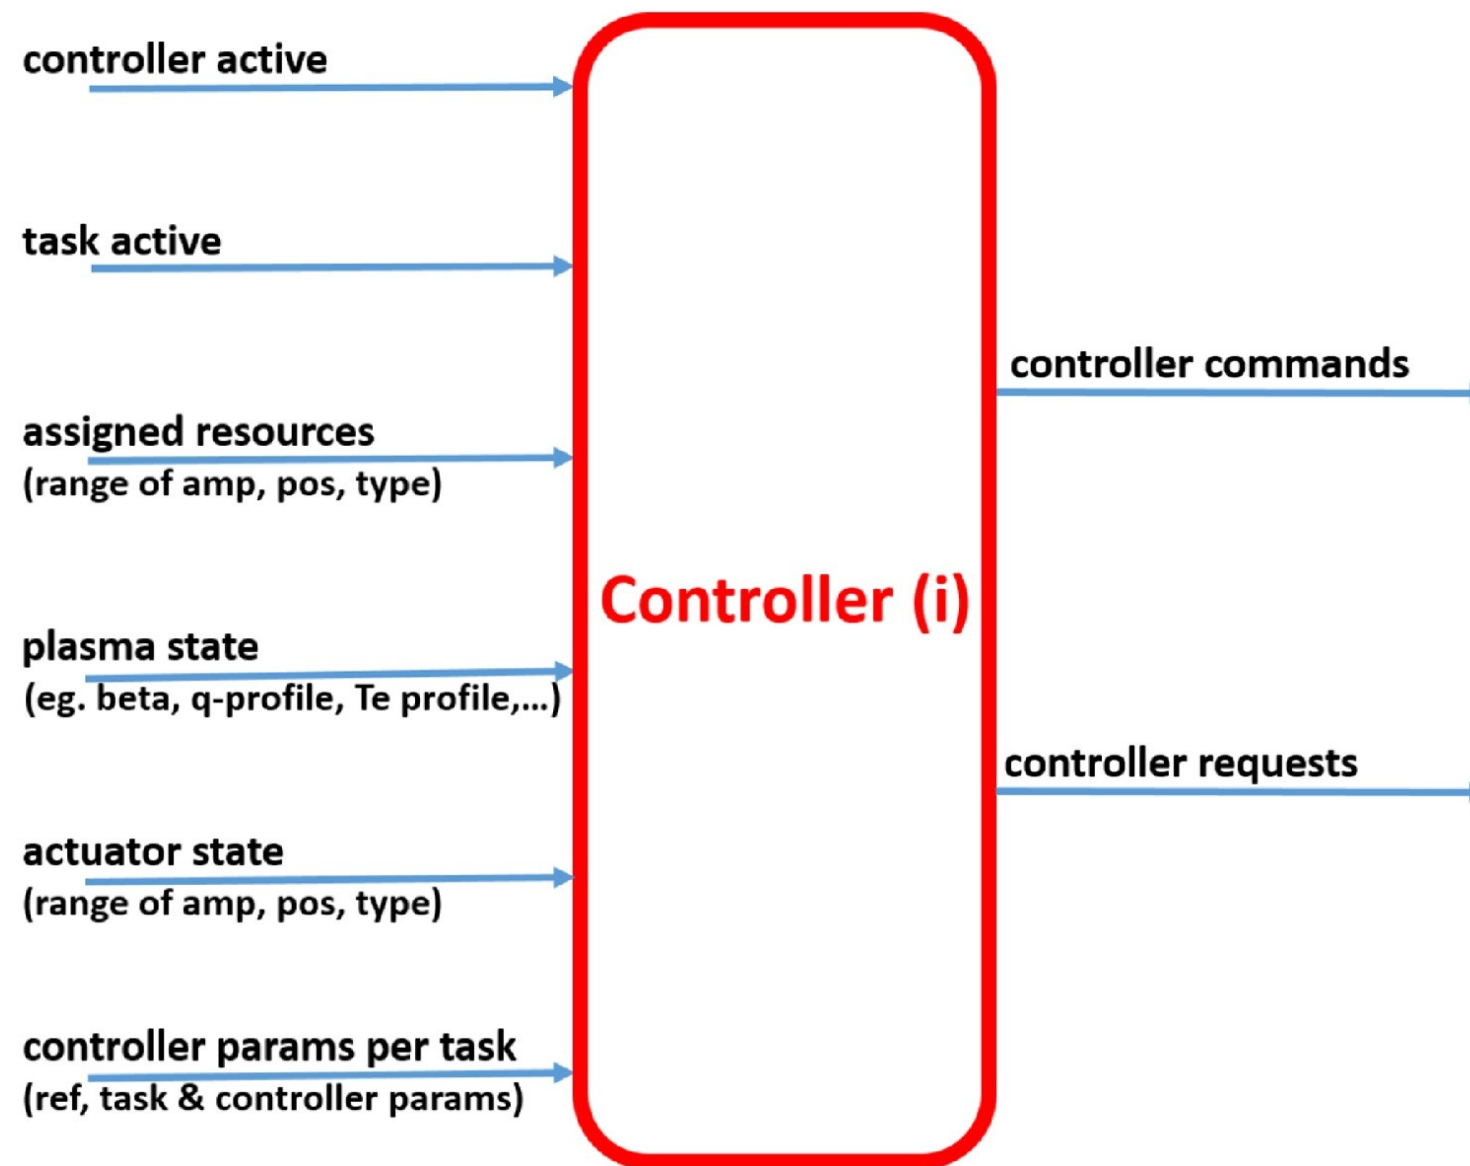 controller active
task active
assigned resources
(range of amp, pos, type)
plasma state
(eg. beta, q-profile, Te profile,...)
actuator state
(range of amp, pos, type)
controller params per task
(ref, task & controller params)
Controller (i)
controller commands
controller requests